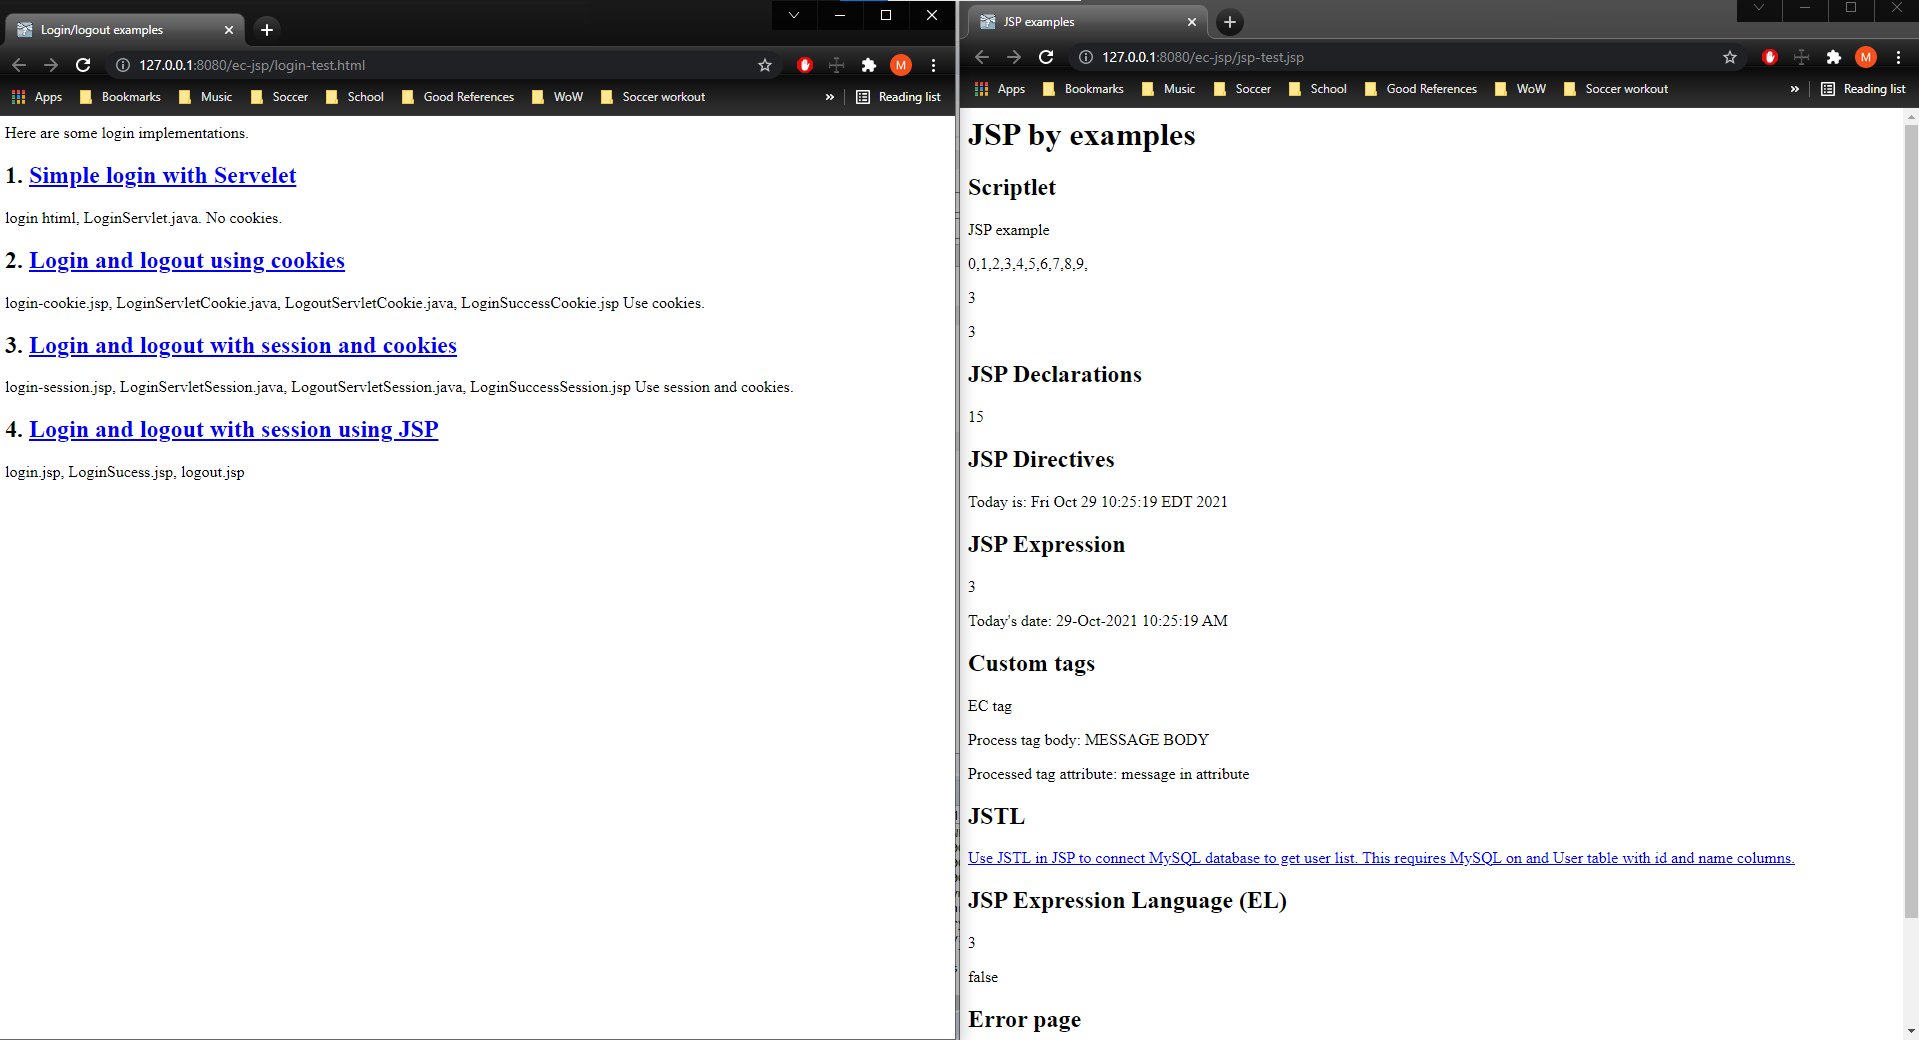 Login/logout examples
127.0.0.1:8080/ec-jsp/login-test.html
M
Apps Bookmarks Music Soccer School Good References WoW Soccer workout » Reading list
Here are some login implementations.
1. Simple login with Servelet
login htiml, LoginServlet.java. No cookies.
2. Login and logout using cookies
login-cookie.jsp, LoginServletCookie.java, LogoutServletCookie.java, LoginSuccessCookie.jsp Use cookies.
3. Login and logout with session and cookies
login-session.jsp, LoginServletSession.java, LogoutServletSession.java, LoginSuccessSession.jsp Use session and cookies.
4. Login and logout with session using JSP
login.jsp, LoginSucess.jsp, logout.jsp
JSP examples
127.0.0.1:8080/ec-jsp/jsp-test.jsp
M
Apps Bookmarks Music Soccer School Good References WoW Soccer workout » Reading list
JSP by examples
Scriptlet
JSP example
0,1,2,3,4,5,6,7,8,9,
3
3
JSP Declarations
15
JSP Directives
Today is: Fri Oct 29 10:25:19 EDT 2021
JSP Expression
3
Today's date: 29-Oct-2021 10:25:19 AM
Custom tags
EC tag
Process tag body: MESSAGE BODY
Processed tag attribute: message in attribute
JSTL
Use JSTL in JSP to connect MySQL database to get user list. This requires MySQL on and User table with id and name columns.
JSP Expression Language (EL)
3
false
Error page